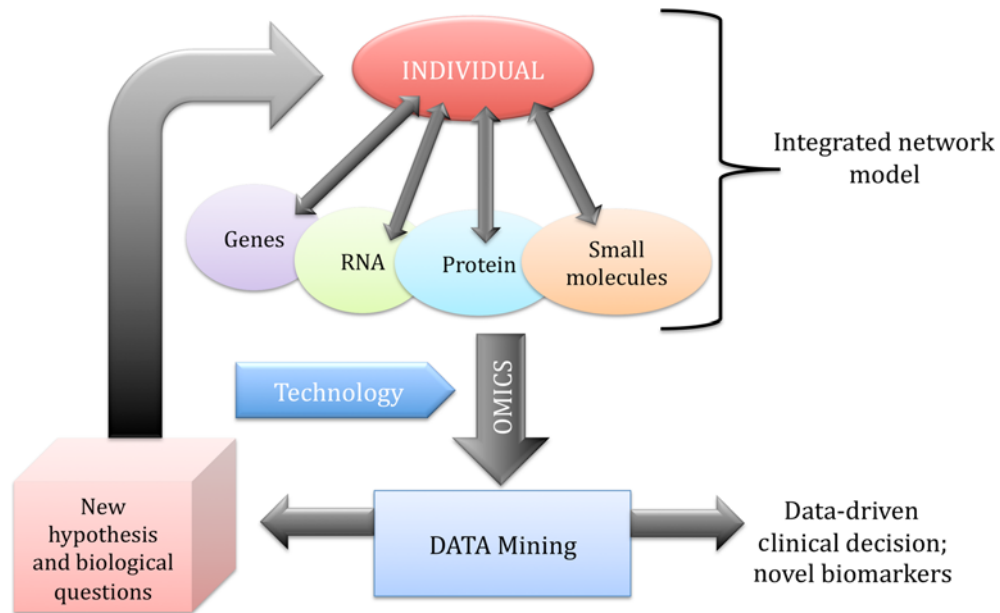 INDIVIDUAL
Integrated network
model
Genes
RNA
Protein
Small
molecules
Technology
OMICS
New
hypothesis
and biological
questions
DATA Mining
Data-driven
clinical decision;
novel biomarkers